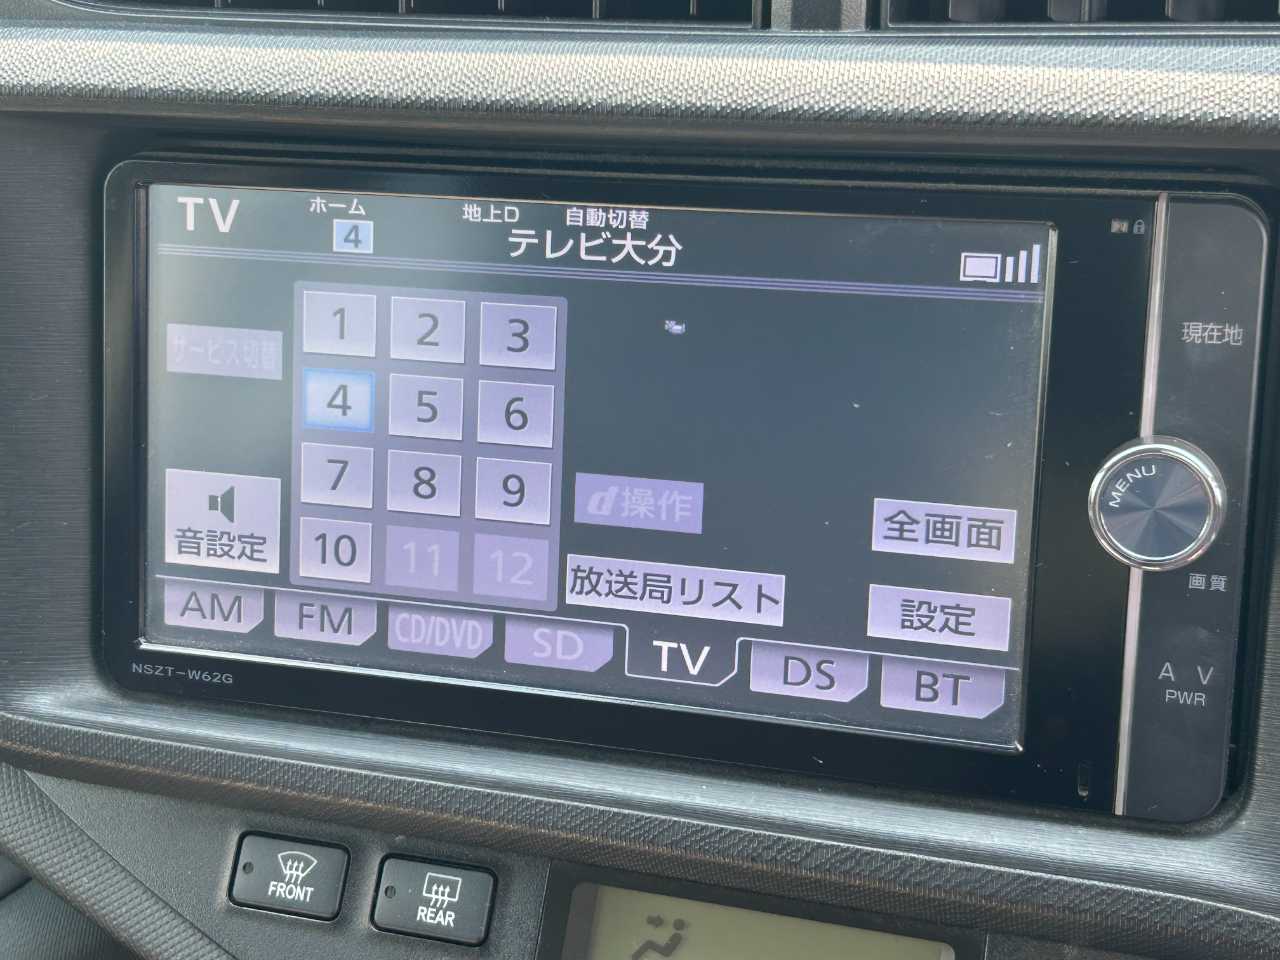 TV
ホーム
4
地上D
自動切替
テレビ大分
サービス切替
1 2 3
4 5 6
7 8 9
10 11 12
音設定
d操作
放送局リスト
全画面
設定
AM FM CD/DVD SD TV DS BT
NSZT-W62G
現在地
MENU
画質
A V
PWR
FRONT
REAR